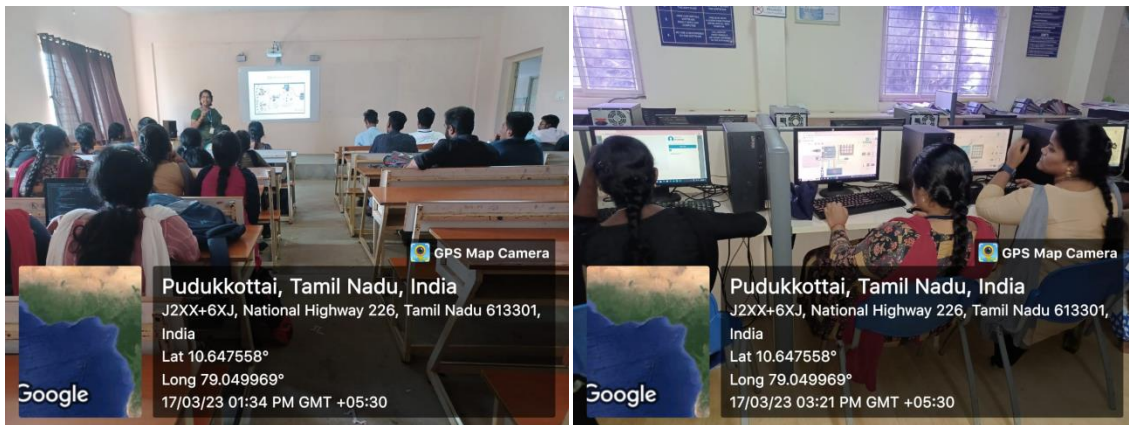 GPS Map Camera
Pudukkottai, Tamil Nadu, India
J2XX+6XJ, National Highway 226, Tamil Nadu 613301,
India
Lat 10.647558°
Long 79.049969°
17/03/23 01:34 PM GMT +05:30
Google
GPS Map Camera
Pudukkottai, Tamil Nadu, India
J2XX+6XJ, National Highway 226, Tamil Nadu 613301,
India
Lat 10.647558°
Long 79.049969°
17/03/23 03:21 PM GMT +05:30
Google